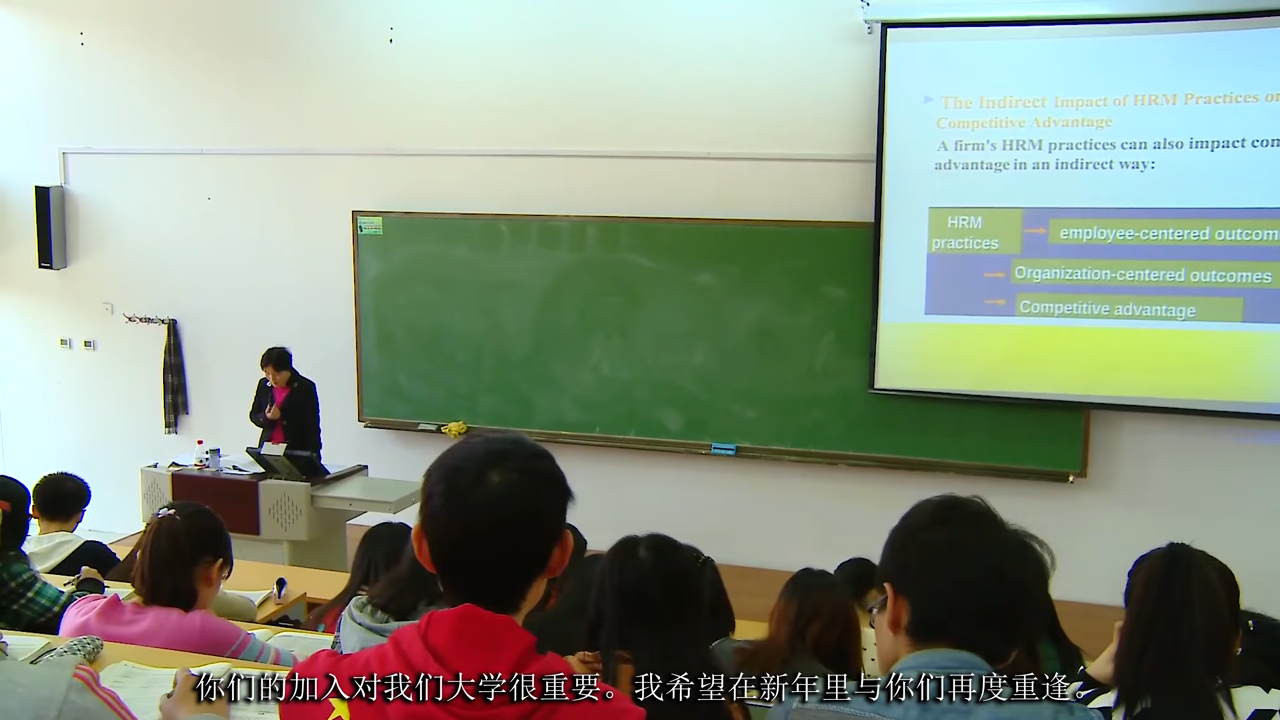 The Indirect Impact of HRM Practices on
Competitive Advantage
A firm's HRM practices can also impact
advantage in an indirect way:
HRM
practices
employee-centered
Organization-centered outcomes
Competitive advantage
你们的加入对我们大学很重要。我希望在新年里与你们再度重逢。